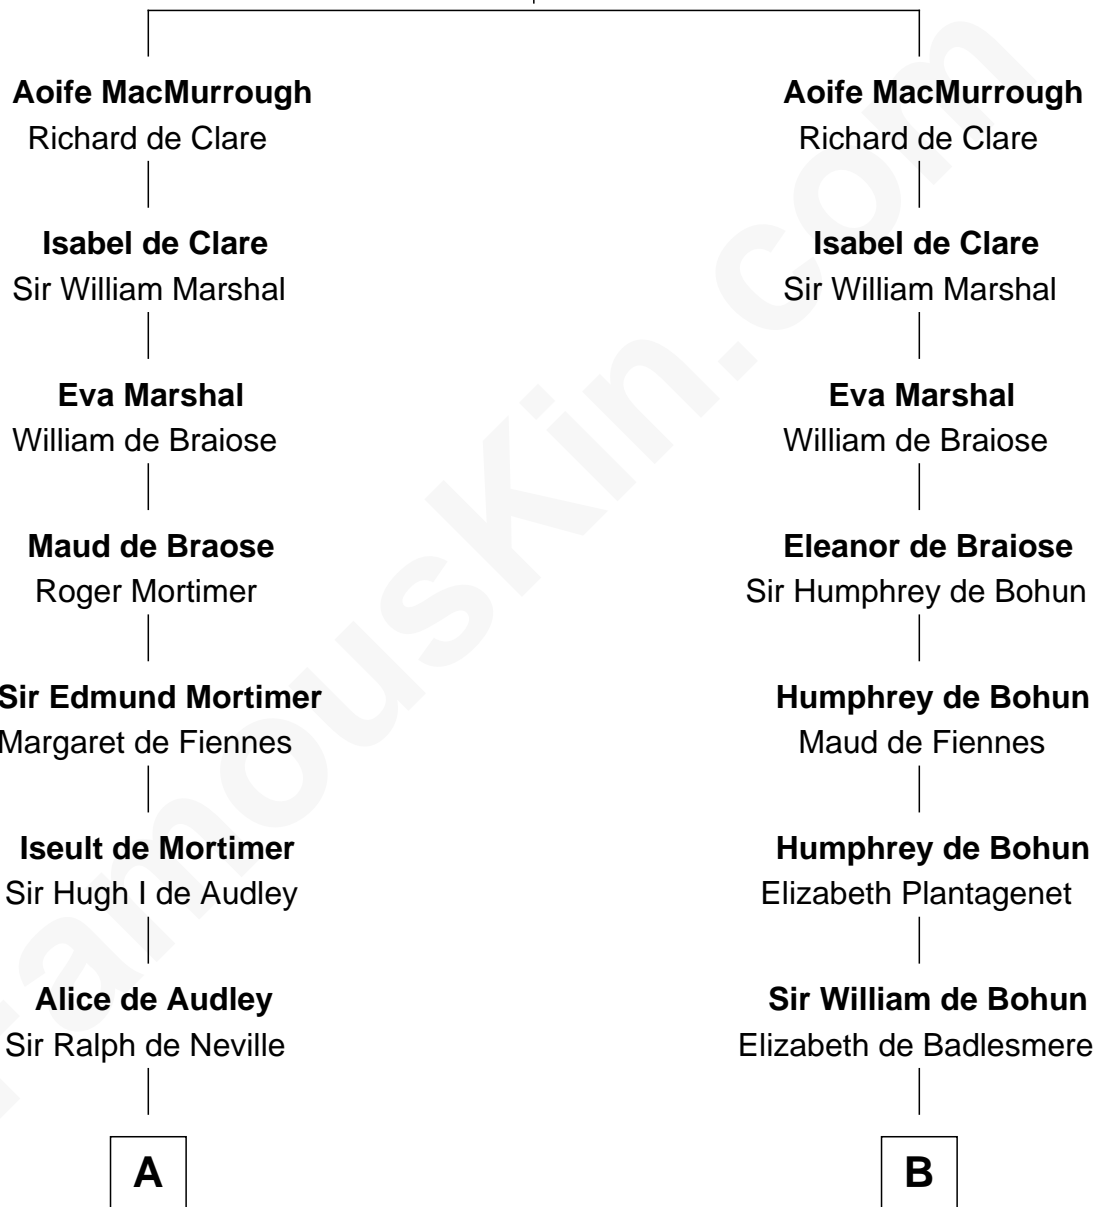 Aoife MacMurrough
Richard de Clare
Isabel de Clare
Sir William Marshal
Eva Marshal
William de Braiose
Maud de Braose
Roger Mortimer
Sir Edmund Mortimer
Margaret de Fiennes
Iseult de Mortimer
Sir Hugh I de Audley
Alice de Audley
Sir Ralph de Neville
A
Aoife MacMurrough
Richard de Clare
Isabel de Clare
Sir William Marshal
Eva Marshal
William de Braiose
Eleanor de Braiose
Sir Humphrey de Bohun
Humphrey de Bohun
Maud de Fiennes
Humphrey de Bohun
Elizabeth Plantagenet
Sir William de Bohun
Elizabeth de Badlesmere
B
FamousKin.com